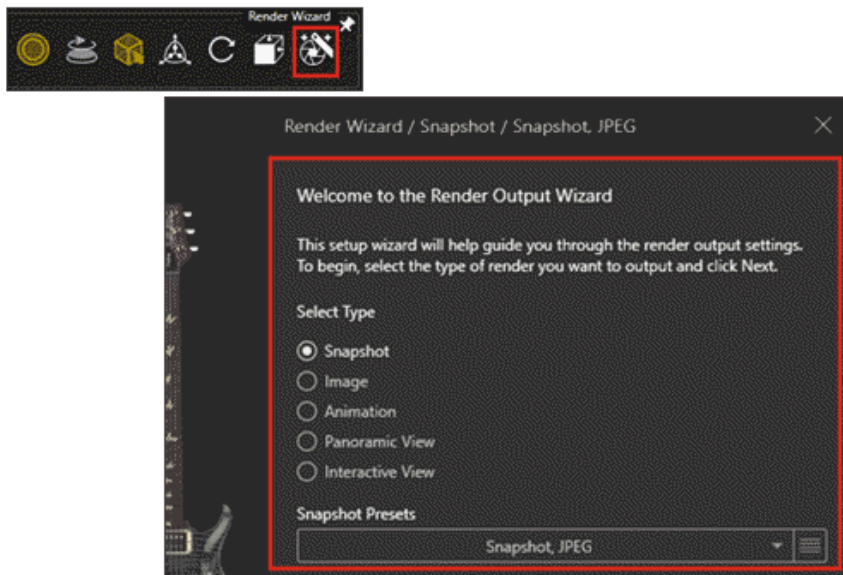 Render Wizard
Render Wizard / Snapshot / Snapshot, JPEG
Welcome to the Render Output Wizard
This setup wizard will help guide you through the render output settings.
To begin, select the type of render you want to output and click Next.
Select Type
Snapshot
Image
Animation
Panoramic View
Interactive View
Snapshot Presets
Snapshot, JPEG